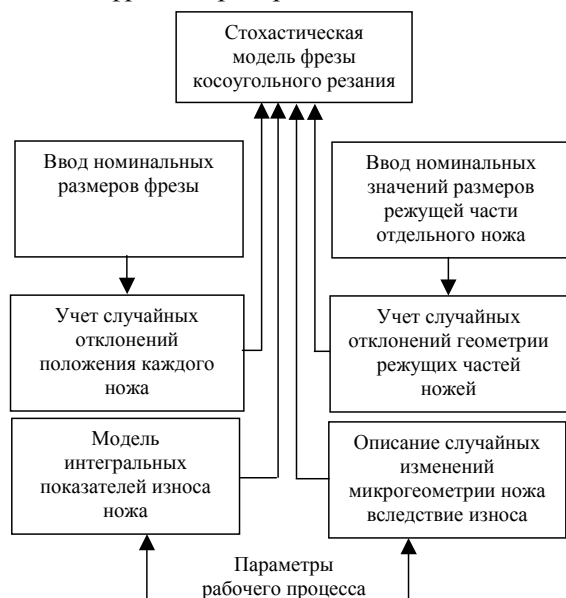 Стохастическая
модель фрезы
косоугольного резания
Ввод номинальных
размеров фрезы
Ввод номинальных
значений размеров
режущей части
отдельного ножа
Учет случайных
отклонений
положения каждого
ножа
Учет случайных
отклонений геометрии
режущих частей
ножей
Модель
интегральных
показателей износа
ножа
Описание случайных
изменений
микрогеометрии ножа
вследствие износа
Параметры
рабочего процесса